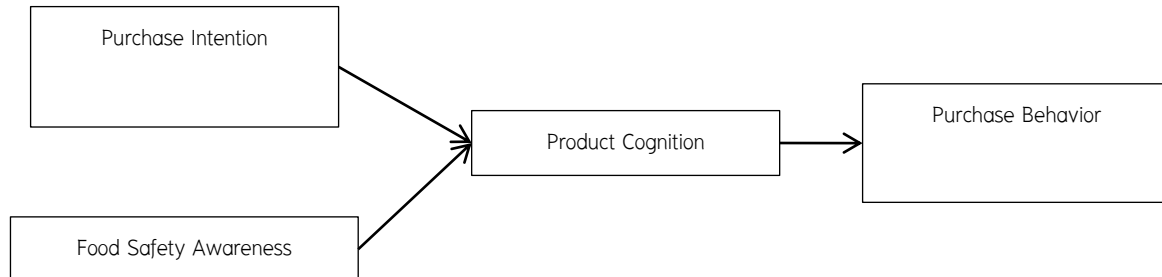 Purchase Intention
Food Safety Awareness
Product Cognition
Purchase Behavior